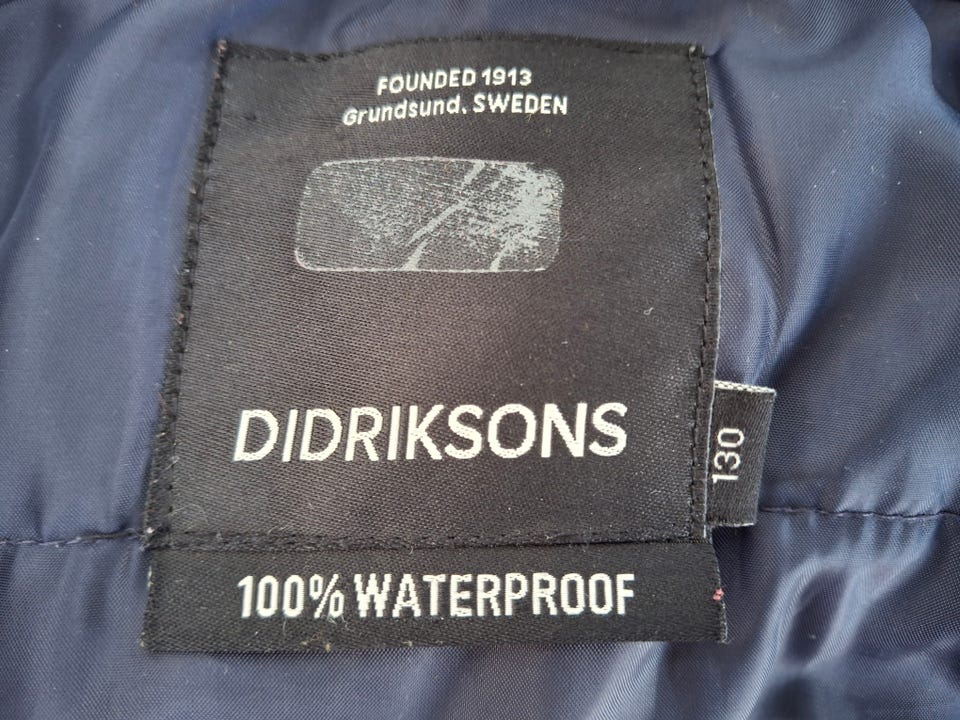 FOUNDED 1913
Grundsund, SWEDEN
DIDRIKSONS
130
100% WATERPROOF